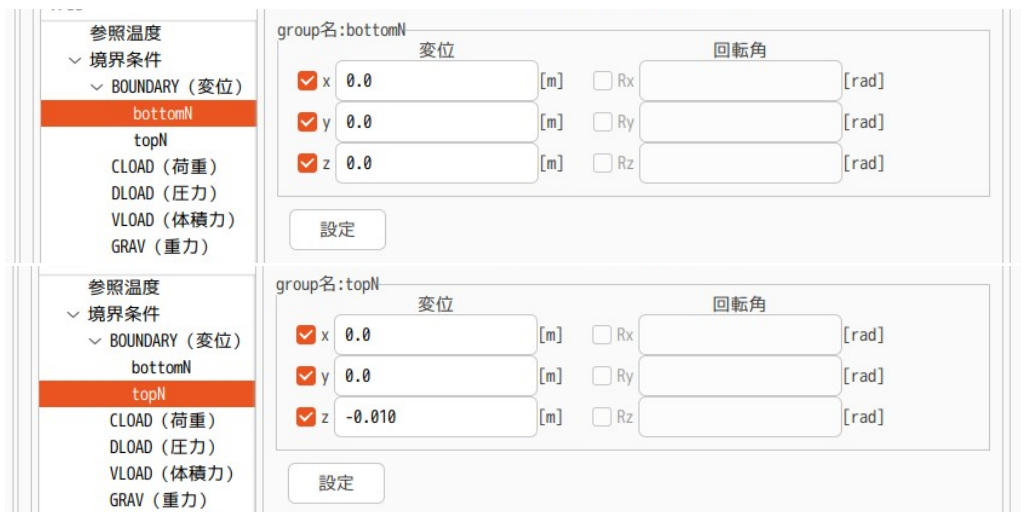 参照温度
境界条件
BOUNDARY (変位)
bottomN
topN
CLOAD (荷重)
DLOAD (圧力)
VLOAD (体積力)
GRAV (重力)
group名:bottomN
変位 回転角
x 0.0 [m] Rx [rad]
y 0.0 [m] Ry [rad]
z 0.0 [m] Rz [rad]
設定
参照温度
境界条件
BOUNDARY (変位)
bottomN
topN
CLOAD (荷重)
DLOAD (圧力)
VLOAD (体積力)
GRAV (重力)
group名:topN
変位 回転角
x 0.0 [m] Rx [rad]
y 0.0 [m] Ry [rad]
z -0.010 [m] Rz [rad]
設定